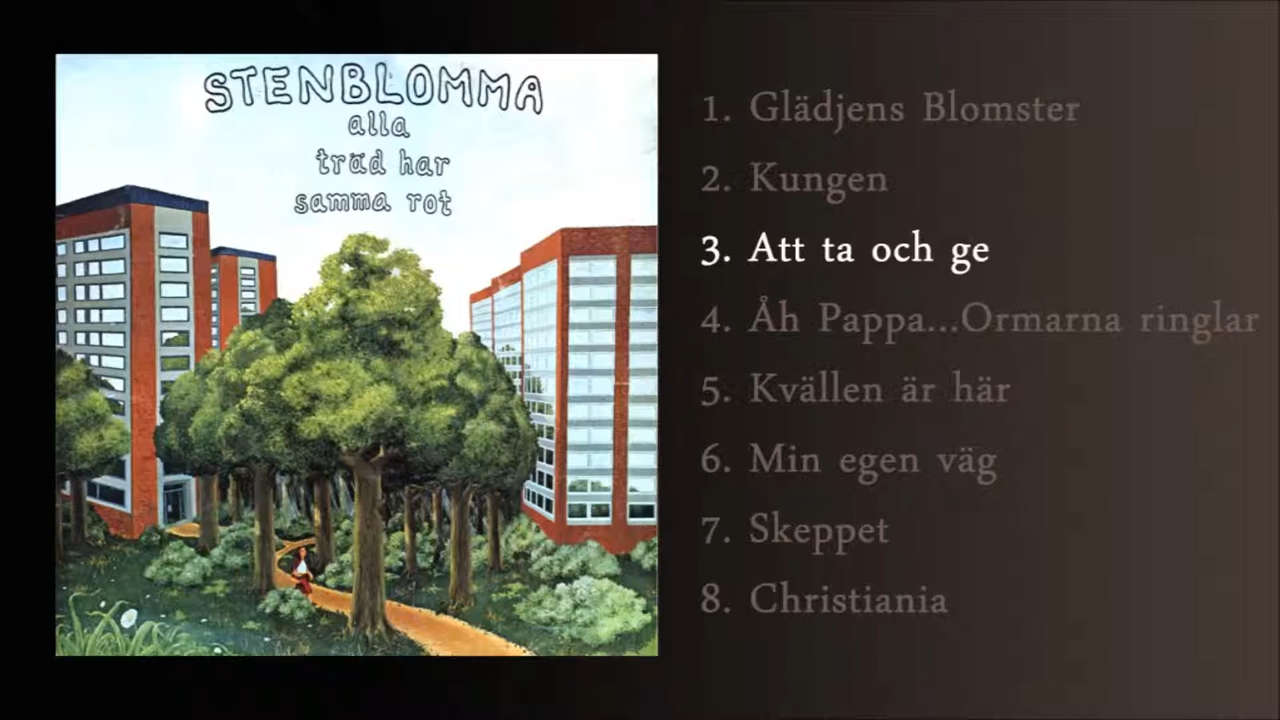 STENBLOMMA
alla
träd har
samma rot
1. Glädjens Blomster
2. Kungen
3. Att ta och ge
4. Åh Pappa...Ormarna ringlar
5. Kvällen är här
6. Min egen väg
7. Skeppet
8. Christiania